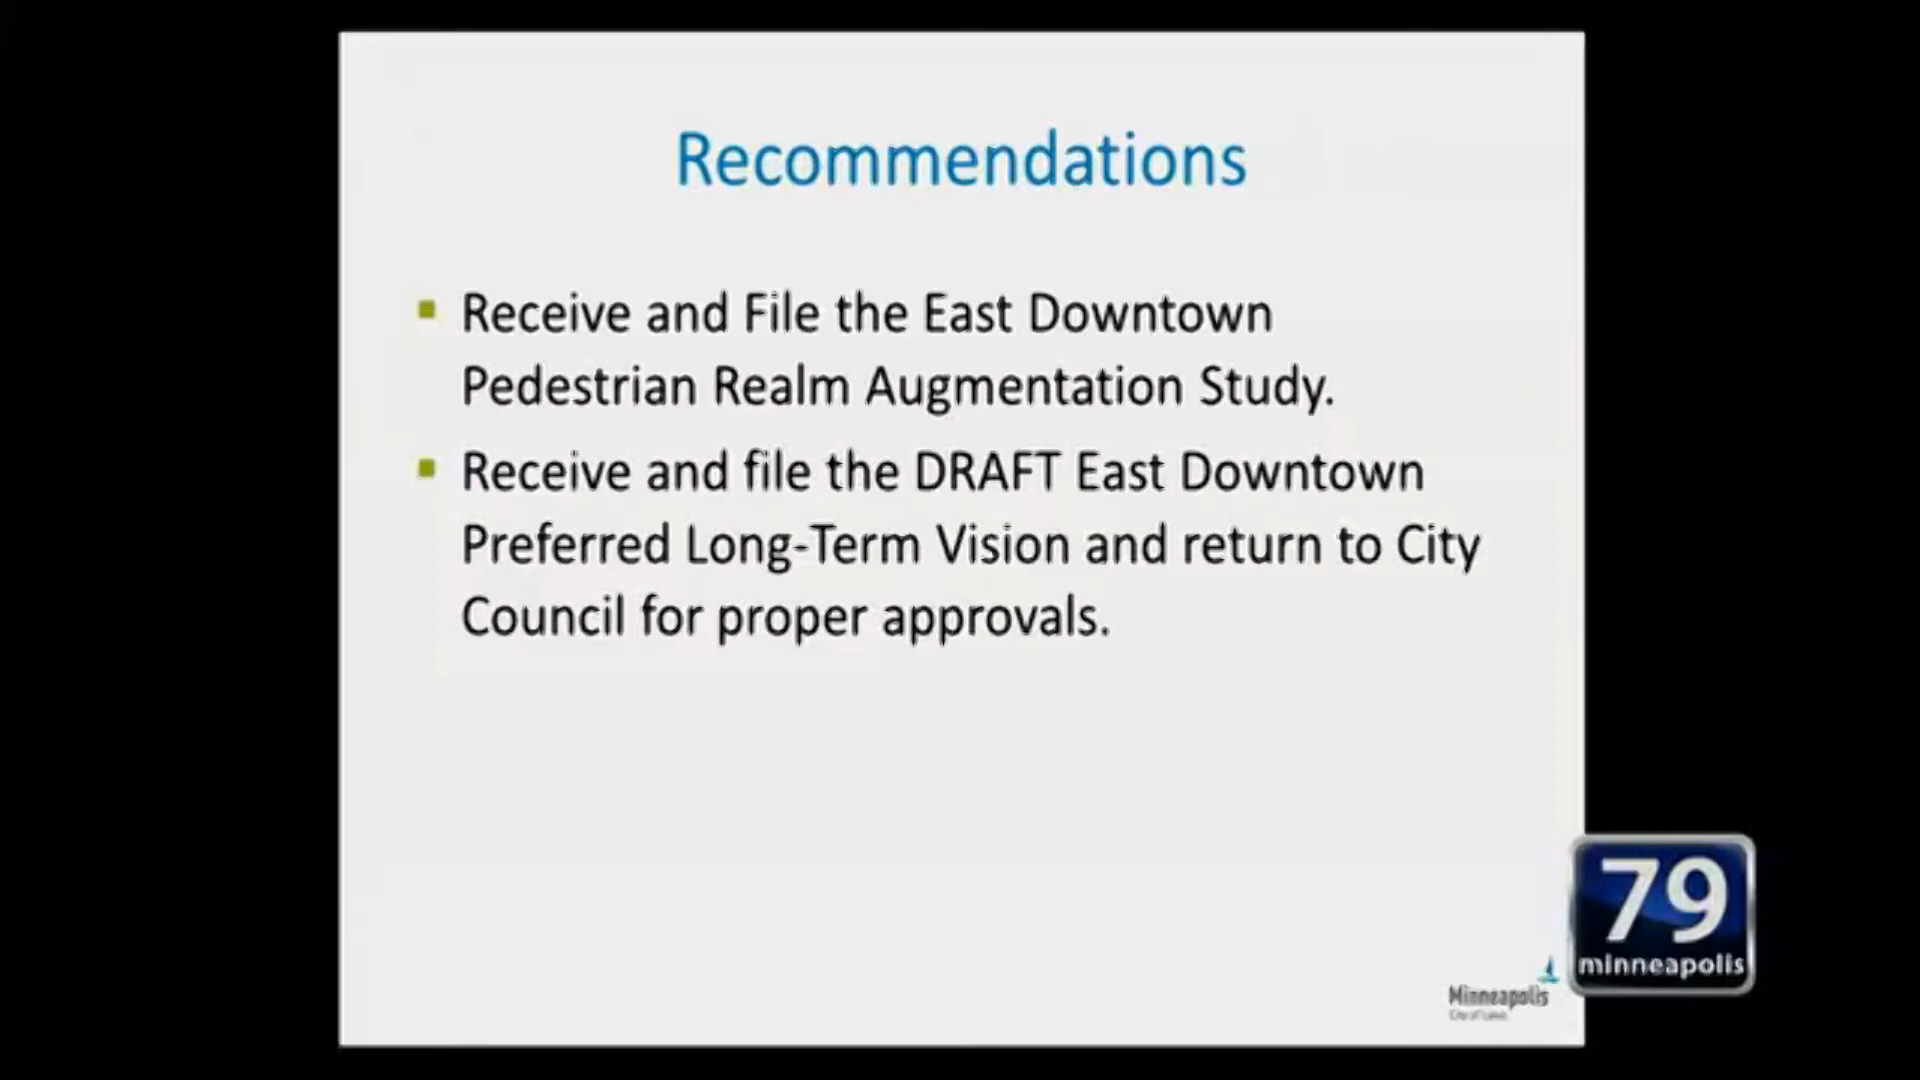 Recommendations
Receive and File the East Downtown
Pedestrian Realm Augmentation Study.
Receive and file the DRAFT East Downtown
Preferred Long-Term Vision and return to City
Council for proper approvals.
79
minneapolis
Minneapolis
City of Lakes